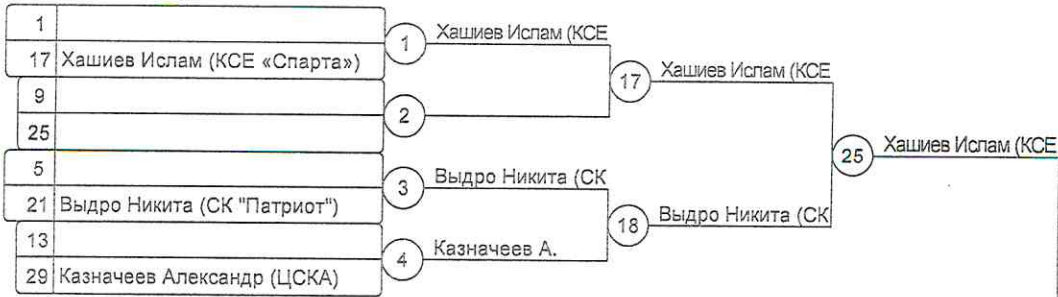 1
17 Хашиев Ислам (КСЕ «Спарта»)
1
Хашиев Ислам (КСЕ
9
25
2
17
Хашиев Ислам (КСЕ
5
21 Выдро Никита (СК "Патриот")
3
Выдро Никита (СК
13
29 Казначеев Александр (ЦСКА)
4
Казначеев А.
18
Выдро Никита (СК
25
Хашиев Ислам (КСЕ